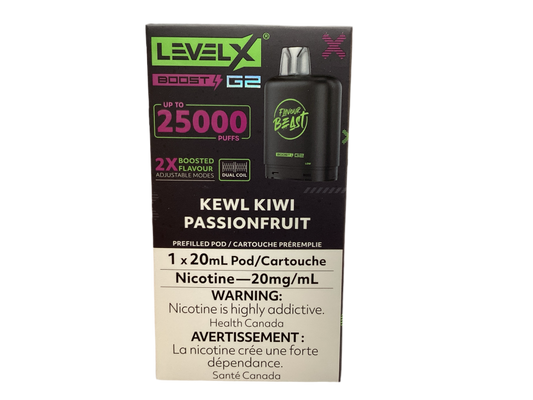 LEVEL X®
BOOST G2
UP TO
25000
PUFFS
2X BOOSTED
FLAVOUR
ADJUSTABLE MODES
DUAL COIL
FLAVOUR
BEAST
BOOST G2
KEWL KIWI
PASSIONFRUIT
PREFILLED POD / CARTOUCHE PRÉREMPLIE
1 x 20mL Pod/Cartouche
Nicotine—20mg/mL
WARNING:
Nicotine is highly addictive.
Health Canada
AVERTISSEMENT :
La nicotine crée une forte
dépendance.
Santé Canada